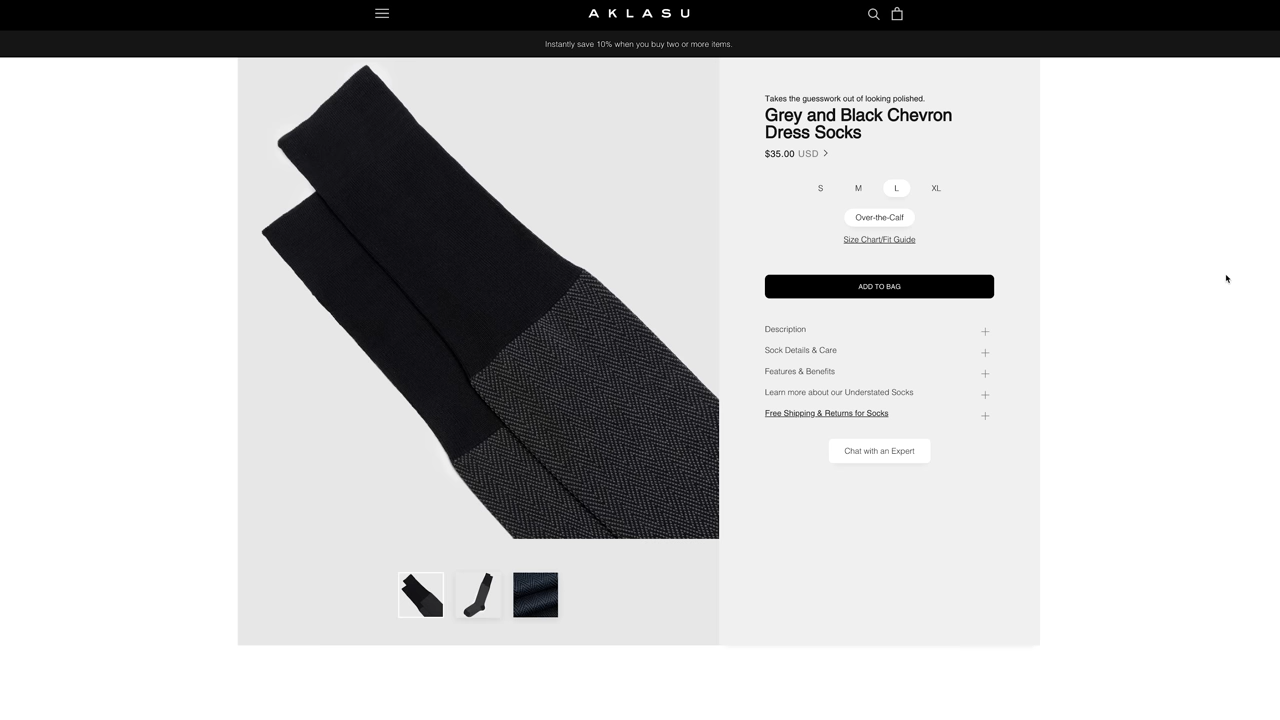 AKLASU
Instantly save 10% when you buy two or more items.
Takes the guesswork out of looking polished.
Grey and Black Chevron
Dress Socks
$35.00 USD
S M L XL
Over-the-Calf
Size Chart/Fit Guide
ADD TO BAG
Description
Sock Details & Care
Features & Benefits
Learn more about our Understated Socks
Free Shipping & Returns for Socks
Chat with an Expert